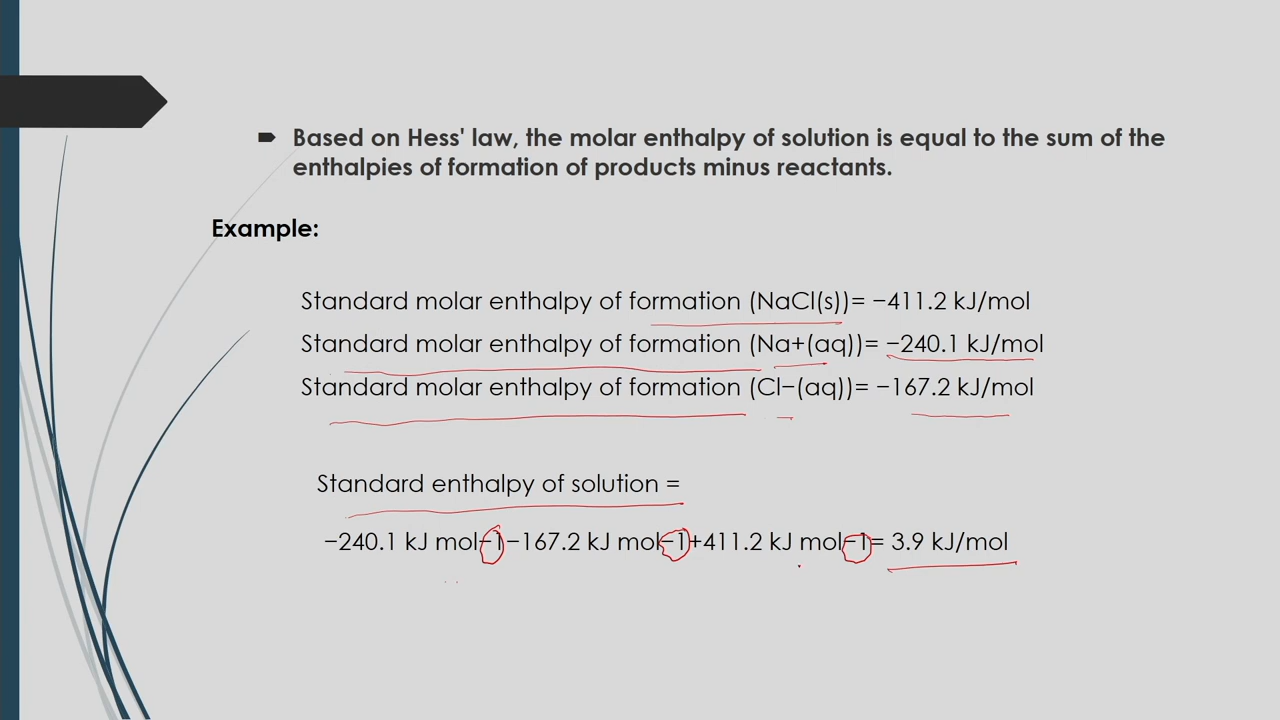 Based on Hess' law, the molar enthalpy of solution is equal to the sum of the
enthalpies of formation of products minus reactants.
Example:
Standard molar enthalpy of formation (NaCl(s))= −411.2 kJ/mol
Standard molar enthalpy of formation (Na+(aq))= −240.1 kJ/mol
Standard molar enthalpy of formation (Cl−(aq))= −167.2 kJ/mol
Standard enthalpy of solution =
−240.1 kJ mol−1−167.2 kJ mol−1+411.2 kJ mol−1= 3.9 kJ/mol